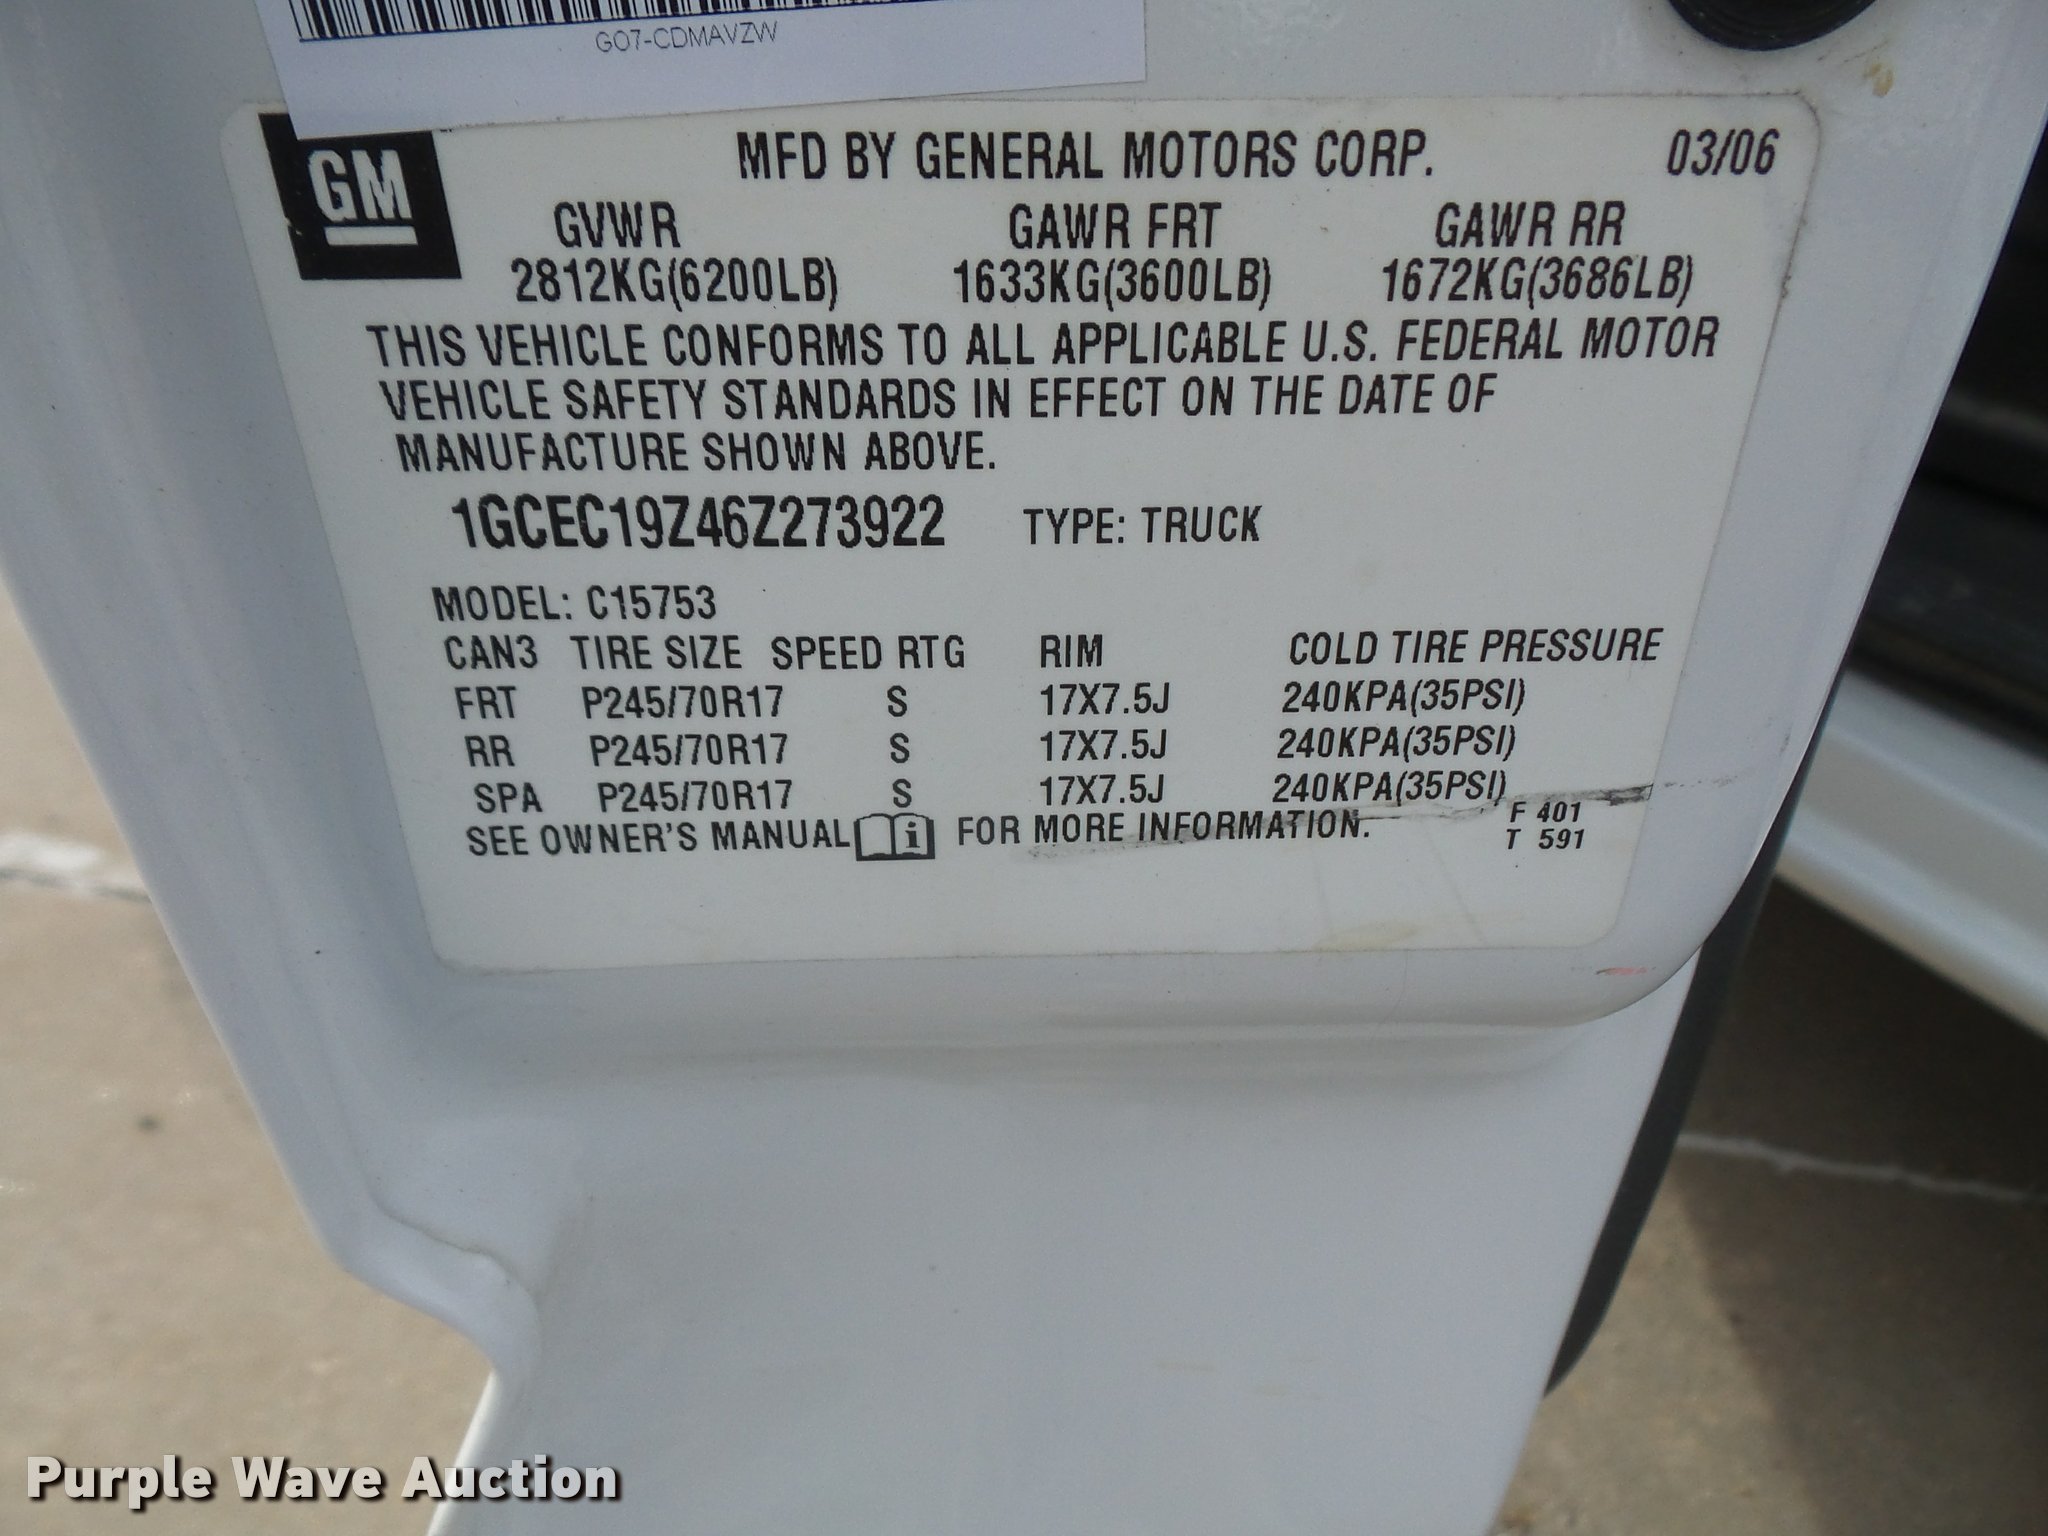 G07-CDMAVZW
GM
MFD BY GENERAL MOTORS CORP. 03/06
GVWR GAWR FRT GAWR RR
2812KG(6200LB) 1633KG(3600LB) 1672KG(3686LB)
THIS VEHICLE CONFORMS TO ALL APPLICABLE U.S. FEDERAL MOTOR
VEHICLE SAFETY STANDARDS IN EFFECT ON THE DATE OF
MANUFACTURE SHOWN ABOVE.
1GCEC19Z46Z273922 TYPE: TRUCK
MODEL: C15753
CAN3 TIRE SIZE SPEED RTG RIM COLD TIRE PRESSURE
FRT P245/70R17 S 17X7.5J 240KPA(35PSI)
RR P245/70R17 S 17X7.5J 240KPA(35PSI)
SPA P245/70R17 S 17X7.5J 240KPA(35PSI)
SEE OWNER'S MANUAL i FOR MORE INFORMATION.
F 401
T 591
Purple Wave Auction